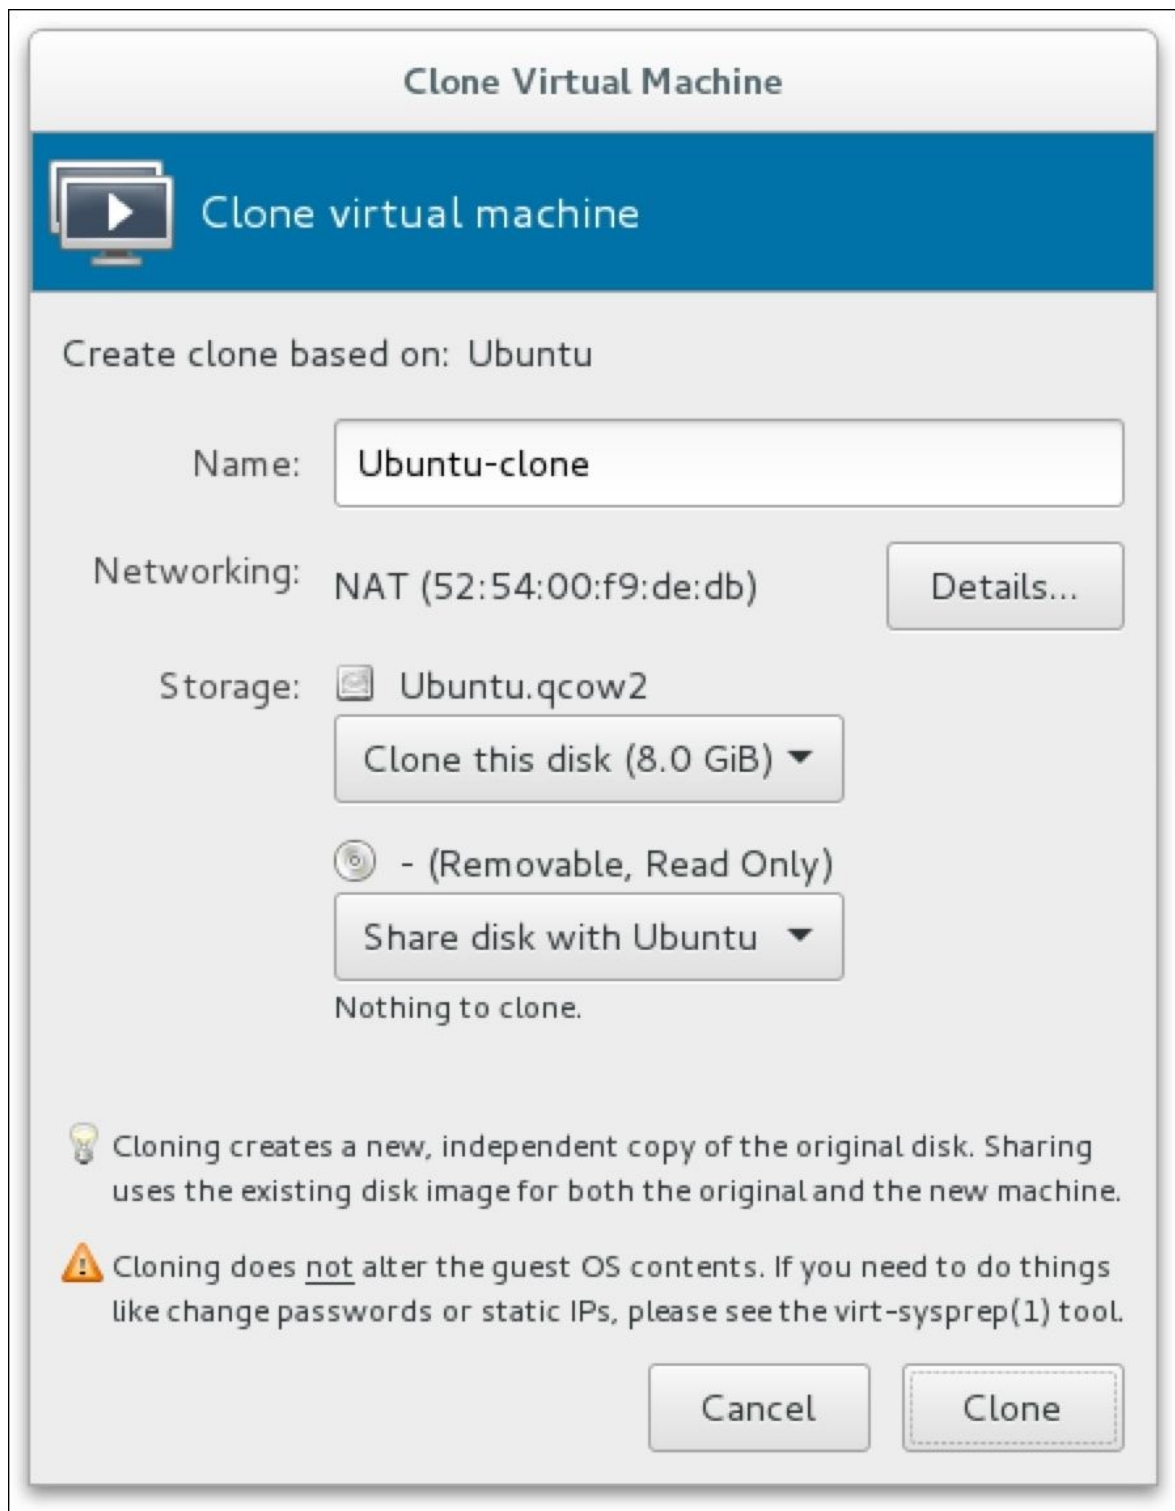 Clone Virtual Machine
Clone virtual machine
Create clone based on: Ubuntu
Name: Ubuntu-clone
Networking: NAT (52:54:00:f9:de:db) Details...
Storage: Ubuntu.qcow2
Clone this disk (8.0 GiB)
- (Removable, Read Only)
Share disk with Ubuntu
Nothing to clone.
Cloning creates a new, independent copy of the original disk. Sharing
uses the existing disk image for both the original and the new machine.
Cloning does not alter the guest OS contents. If you need to do things
like change passwords or static IPs, please see the virt-sysprep(1) tool.
Cancel Clone